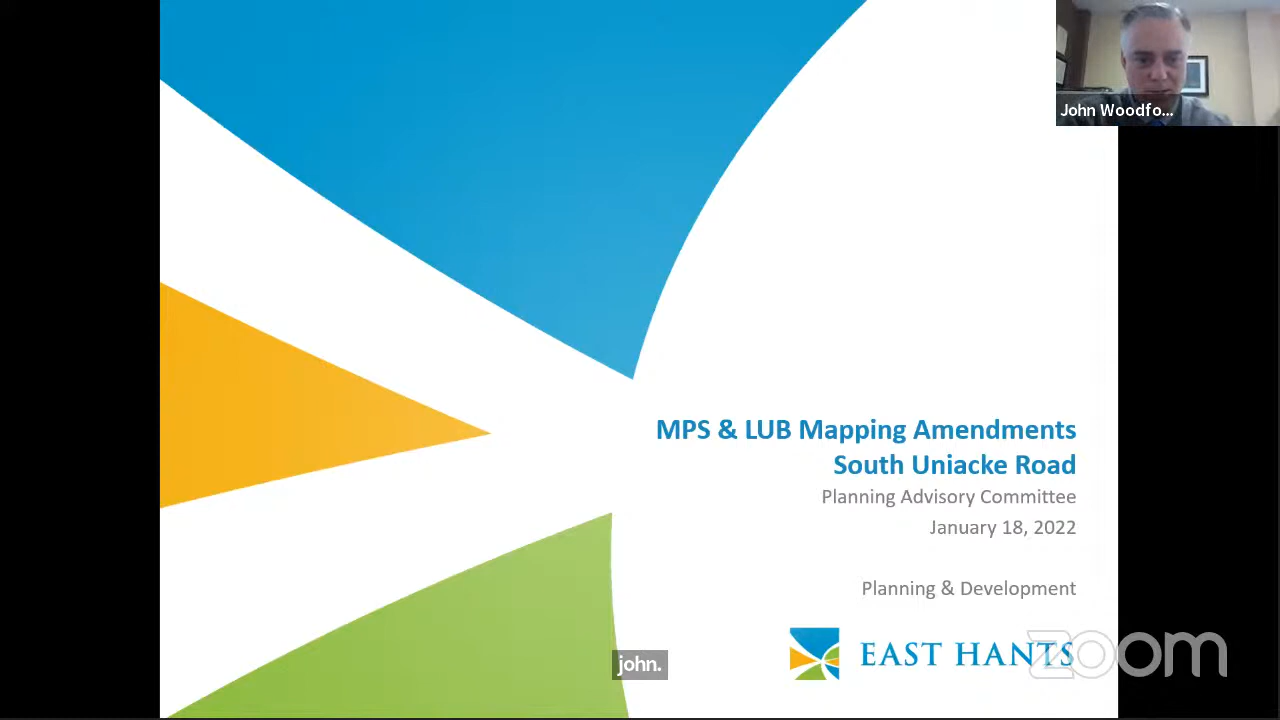 John Woodfo...
MPS & LUB Mapping Amendments
South Uniacke Road
Planning Advisory Committee
January 18, 2022
Planning & Development
EAST HANTS
zoom
john.